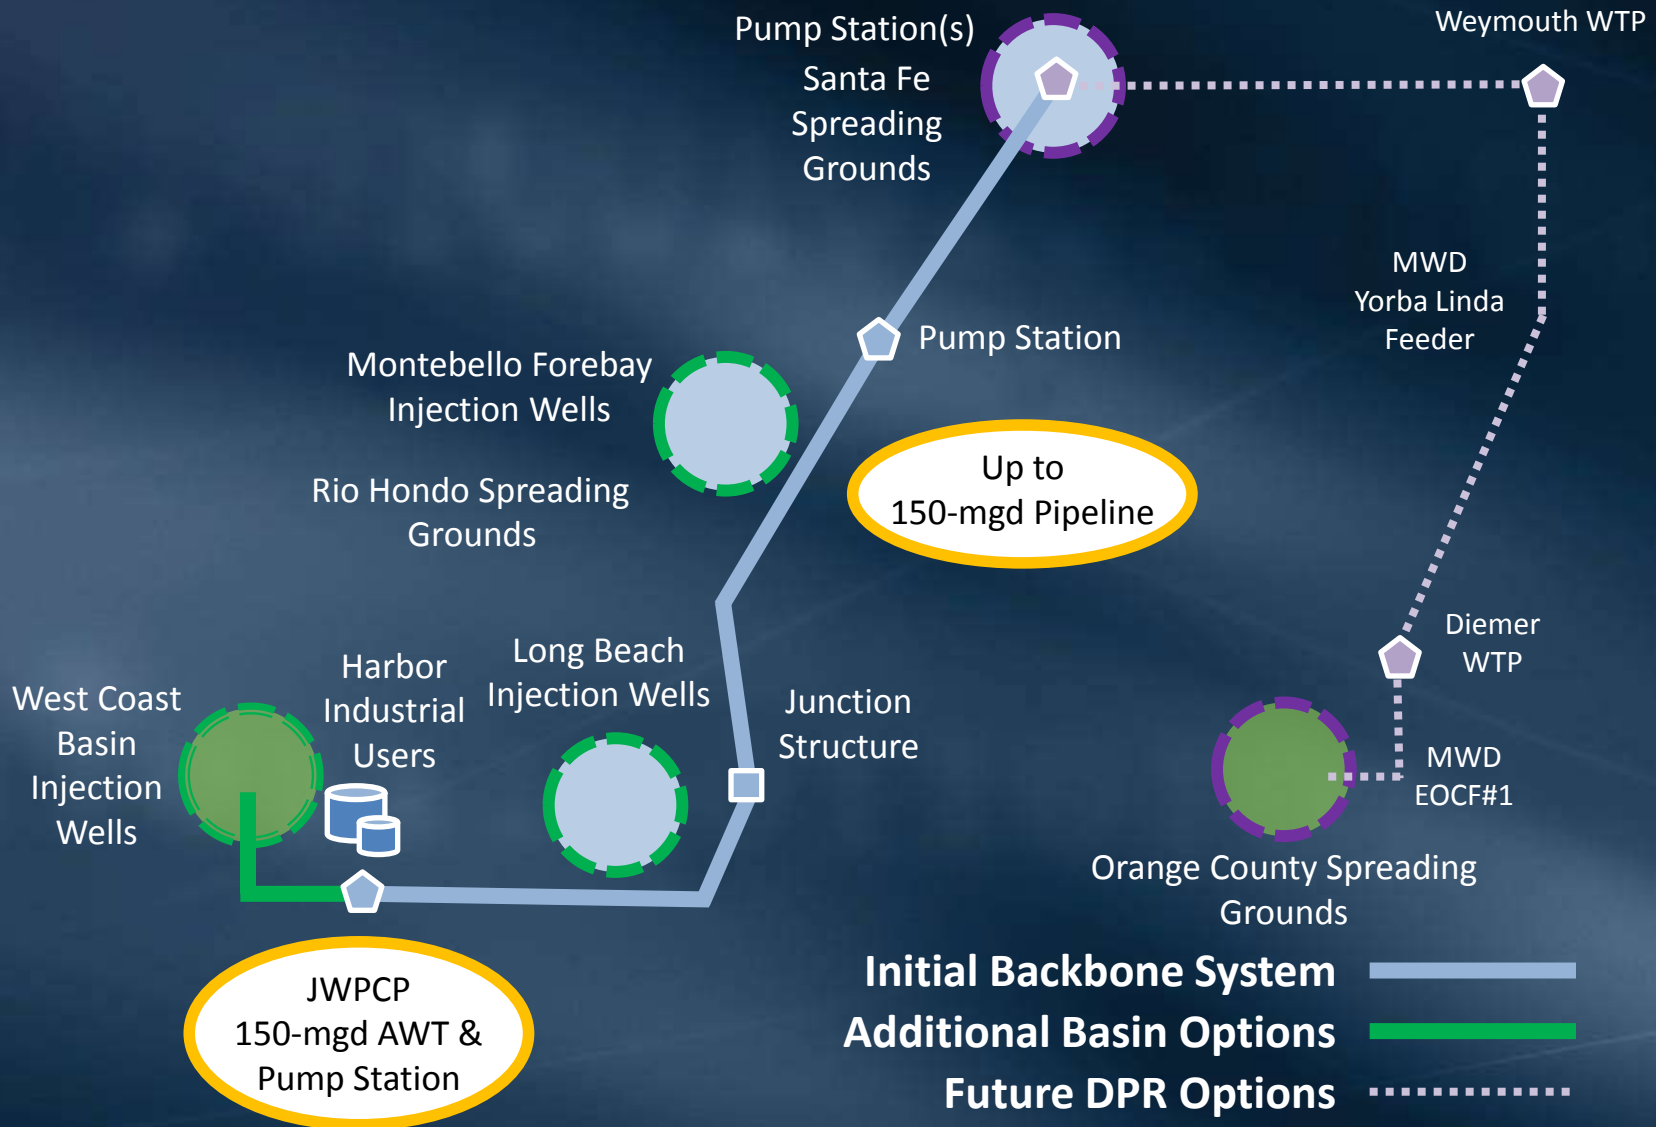 Weymouth WTP
Pump Station(s)
Santa Fe
Spreading
Grounds
MWD
Yorba Linda
Feeder
Pump Station
Montebello Forebay
Injection Wells
Up to
150-mgd Pipeline
Rio Hondo Spreading
Grounds
Diemer
WTP
Long Beach
Injection Wells
Harbor
Industrial
Users
West Coast
Basin
Injection
Wells
Junction
Structure
MWD
EOCF#1
Orange County Spreading
Grounds
JWPCP
150-mgd AWT &
Pump Station
Initial Backbone System
Additional Basin Options
Future DPR Options